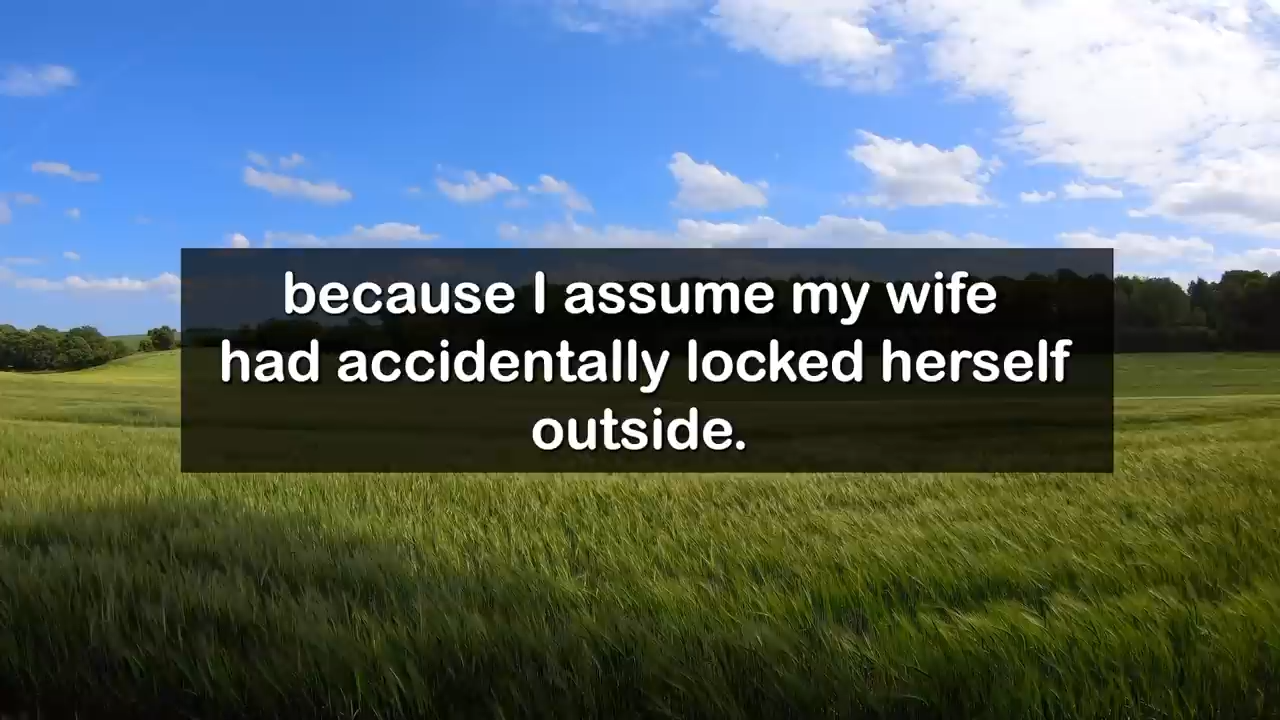 because I assume my wife
had accidentally locked herself
outside.